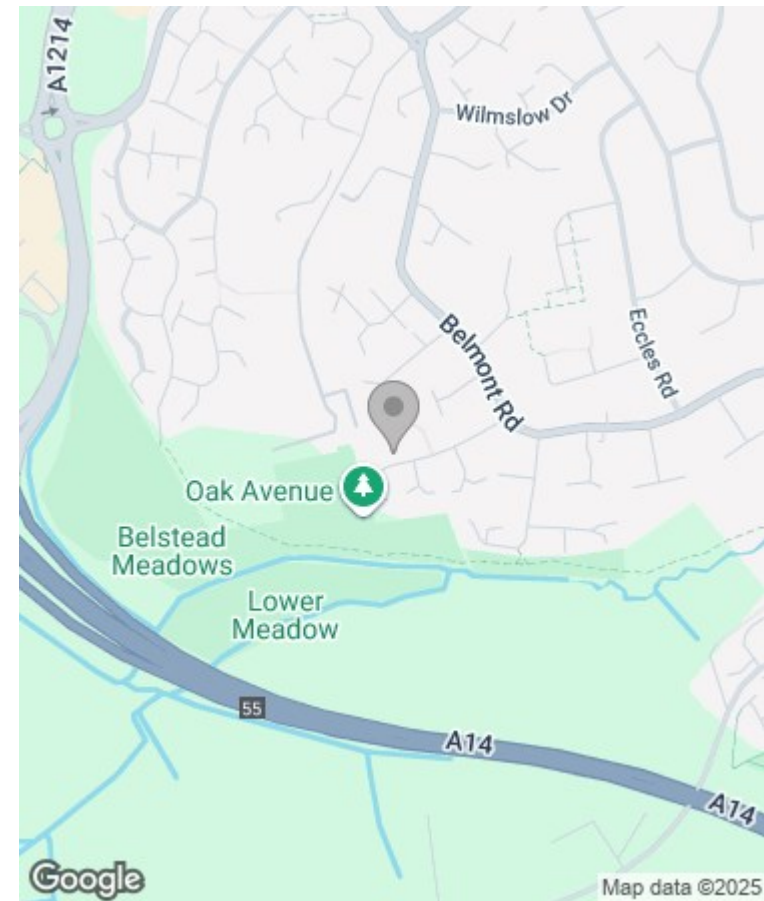 A1214
Wilmslow Dr
Belmont Rd
Eccles Rd
Oak Avenue
Belstead
Meadows
Lower
Meadow
55
A14
A14
Google
Map data ©2025